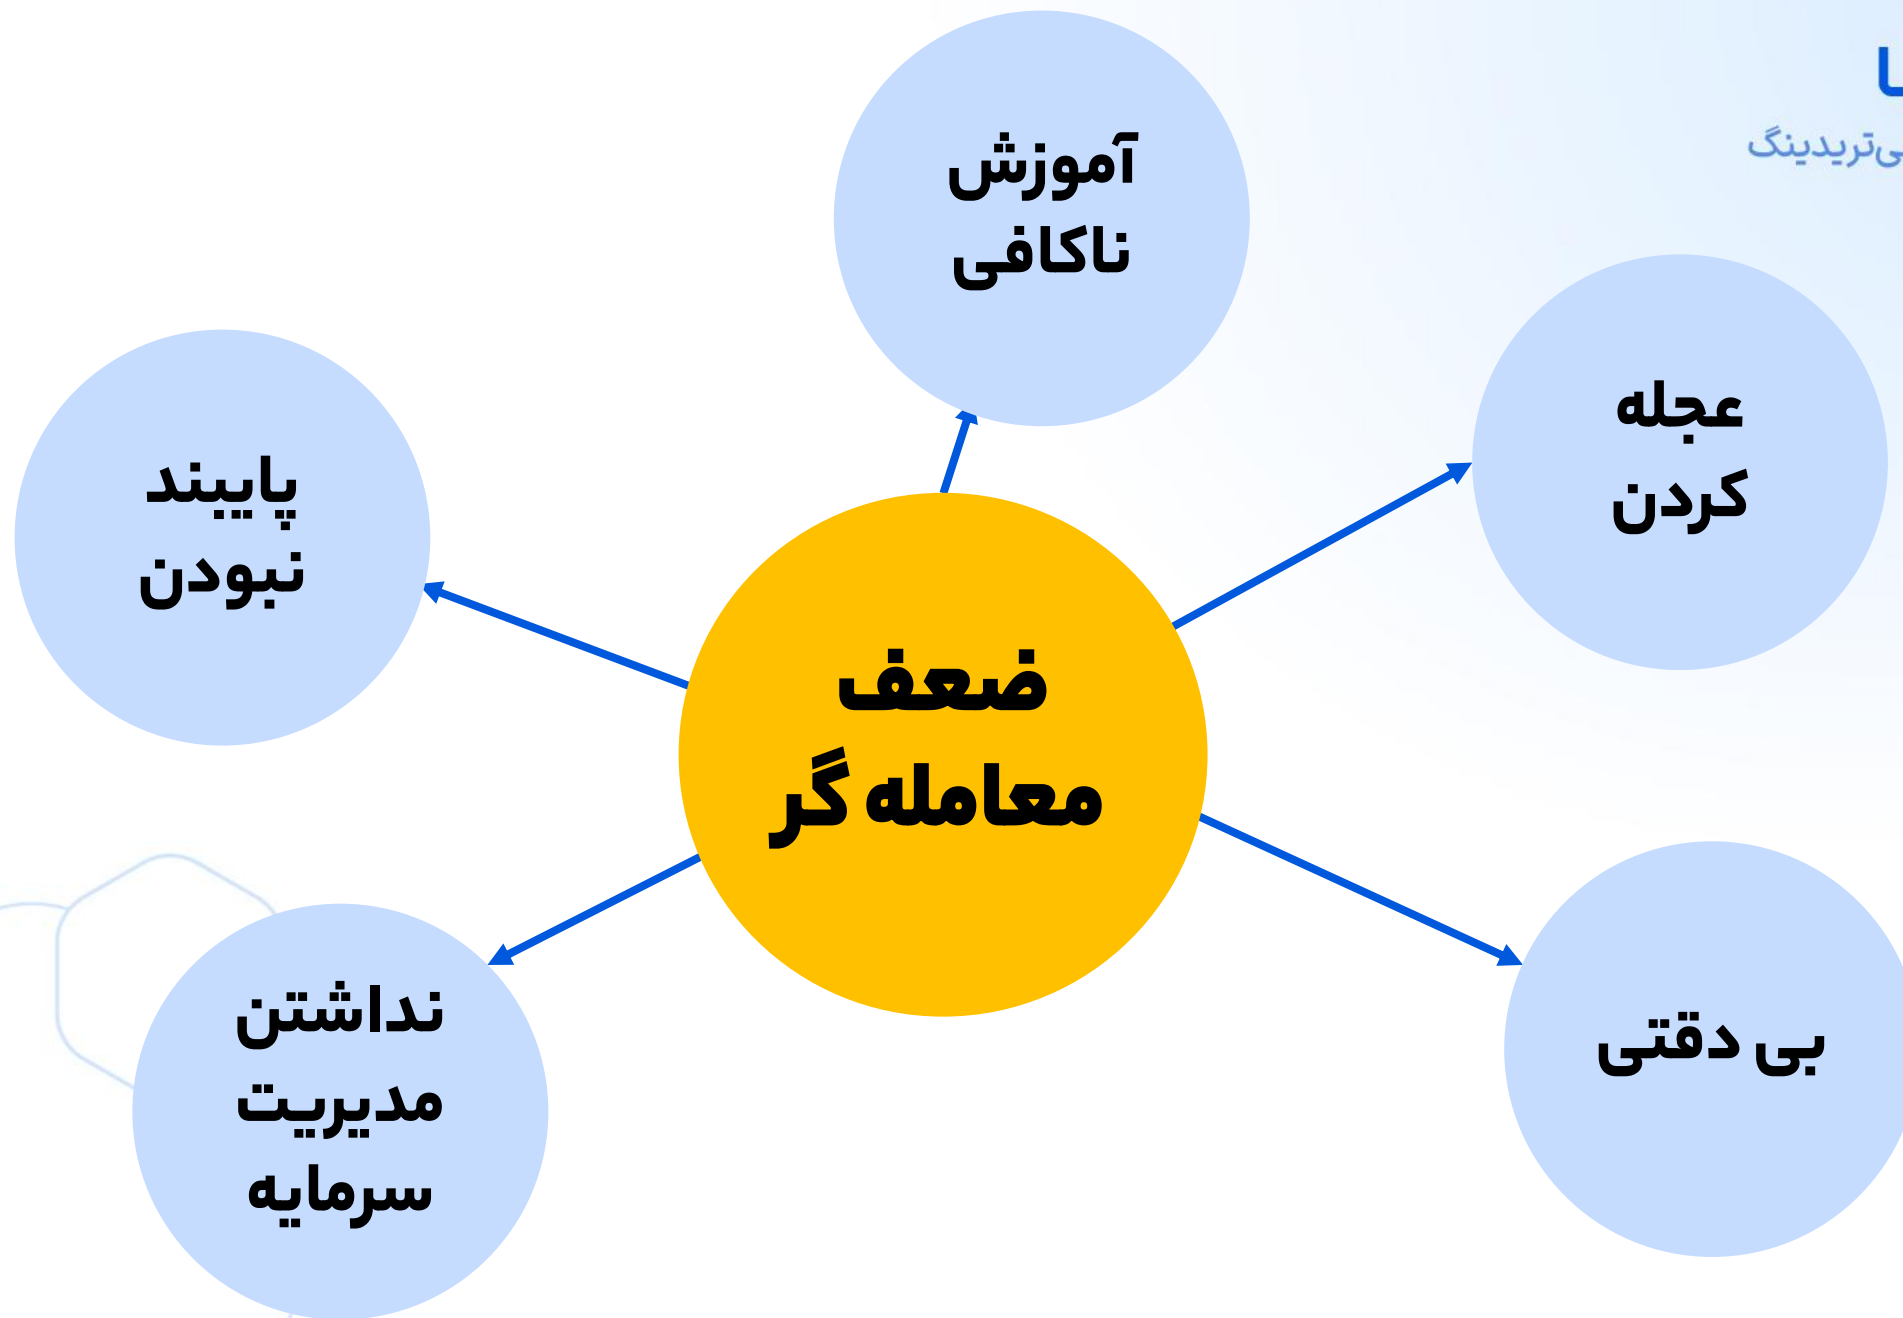 آموزش
ناکافی
عجله
کردن
پایبند
نبودن
ضعف
معامله گر
نداشتن
مدیریت
سرمایه
بی دقتی